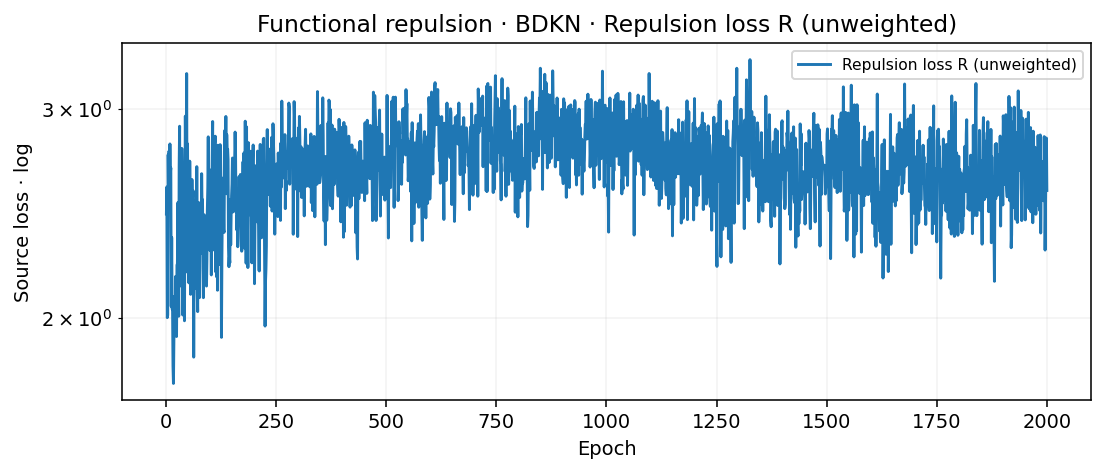 Functional repulsion · BDKN · Repulsion loss R (unweighted)
Repulsion loss R (unweighted)
Source loss · log
3 × 10⁰
2 × 10⁰
0 250 500 750 1000 1250 1500 1750 2000
Epoch